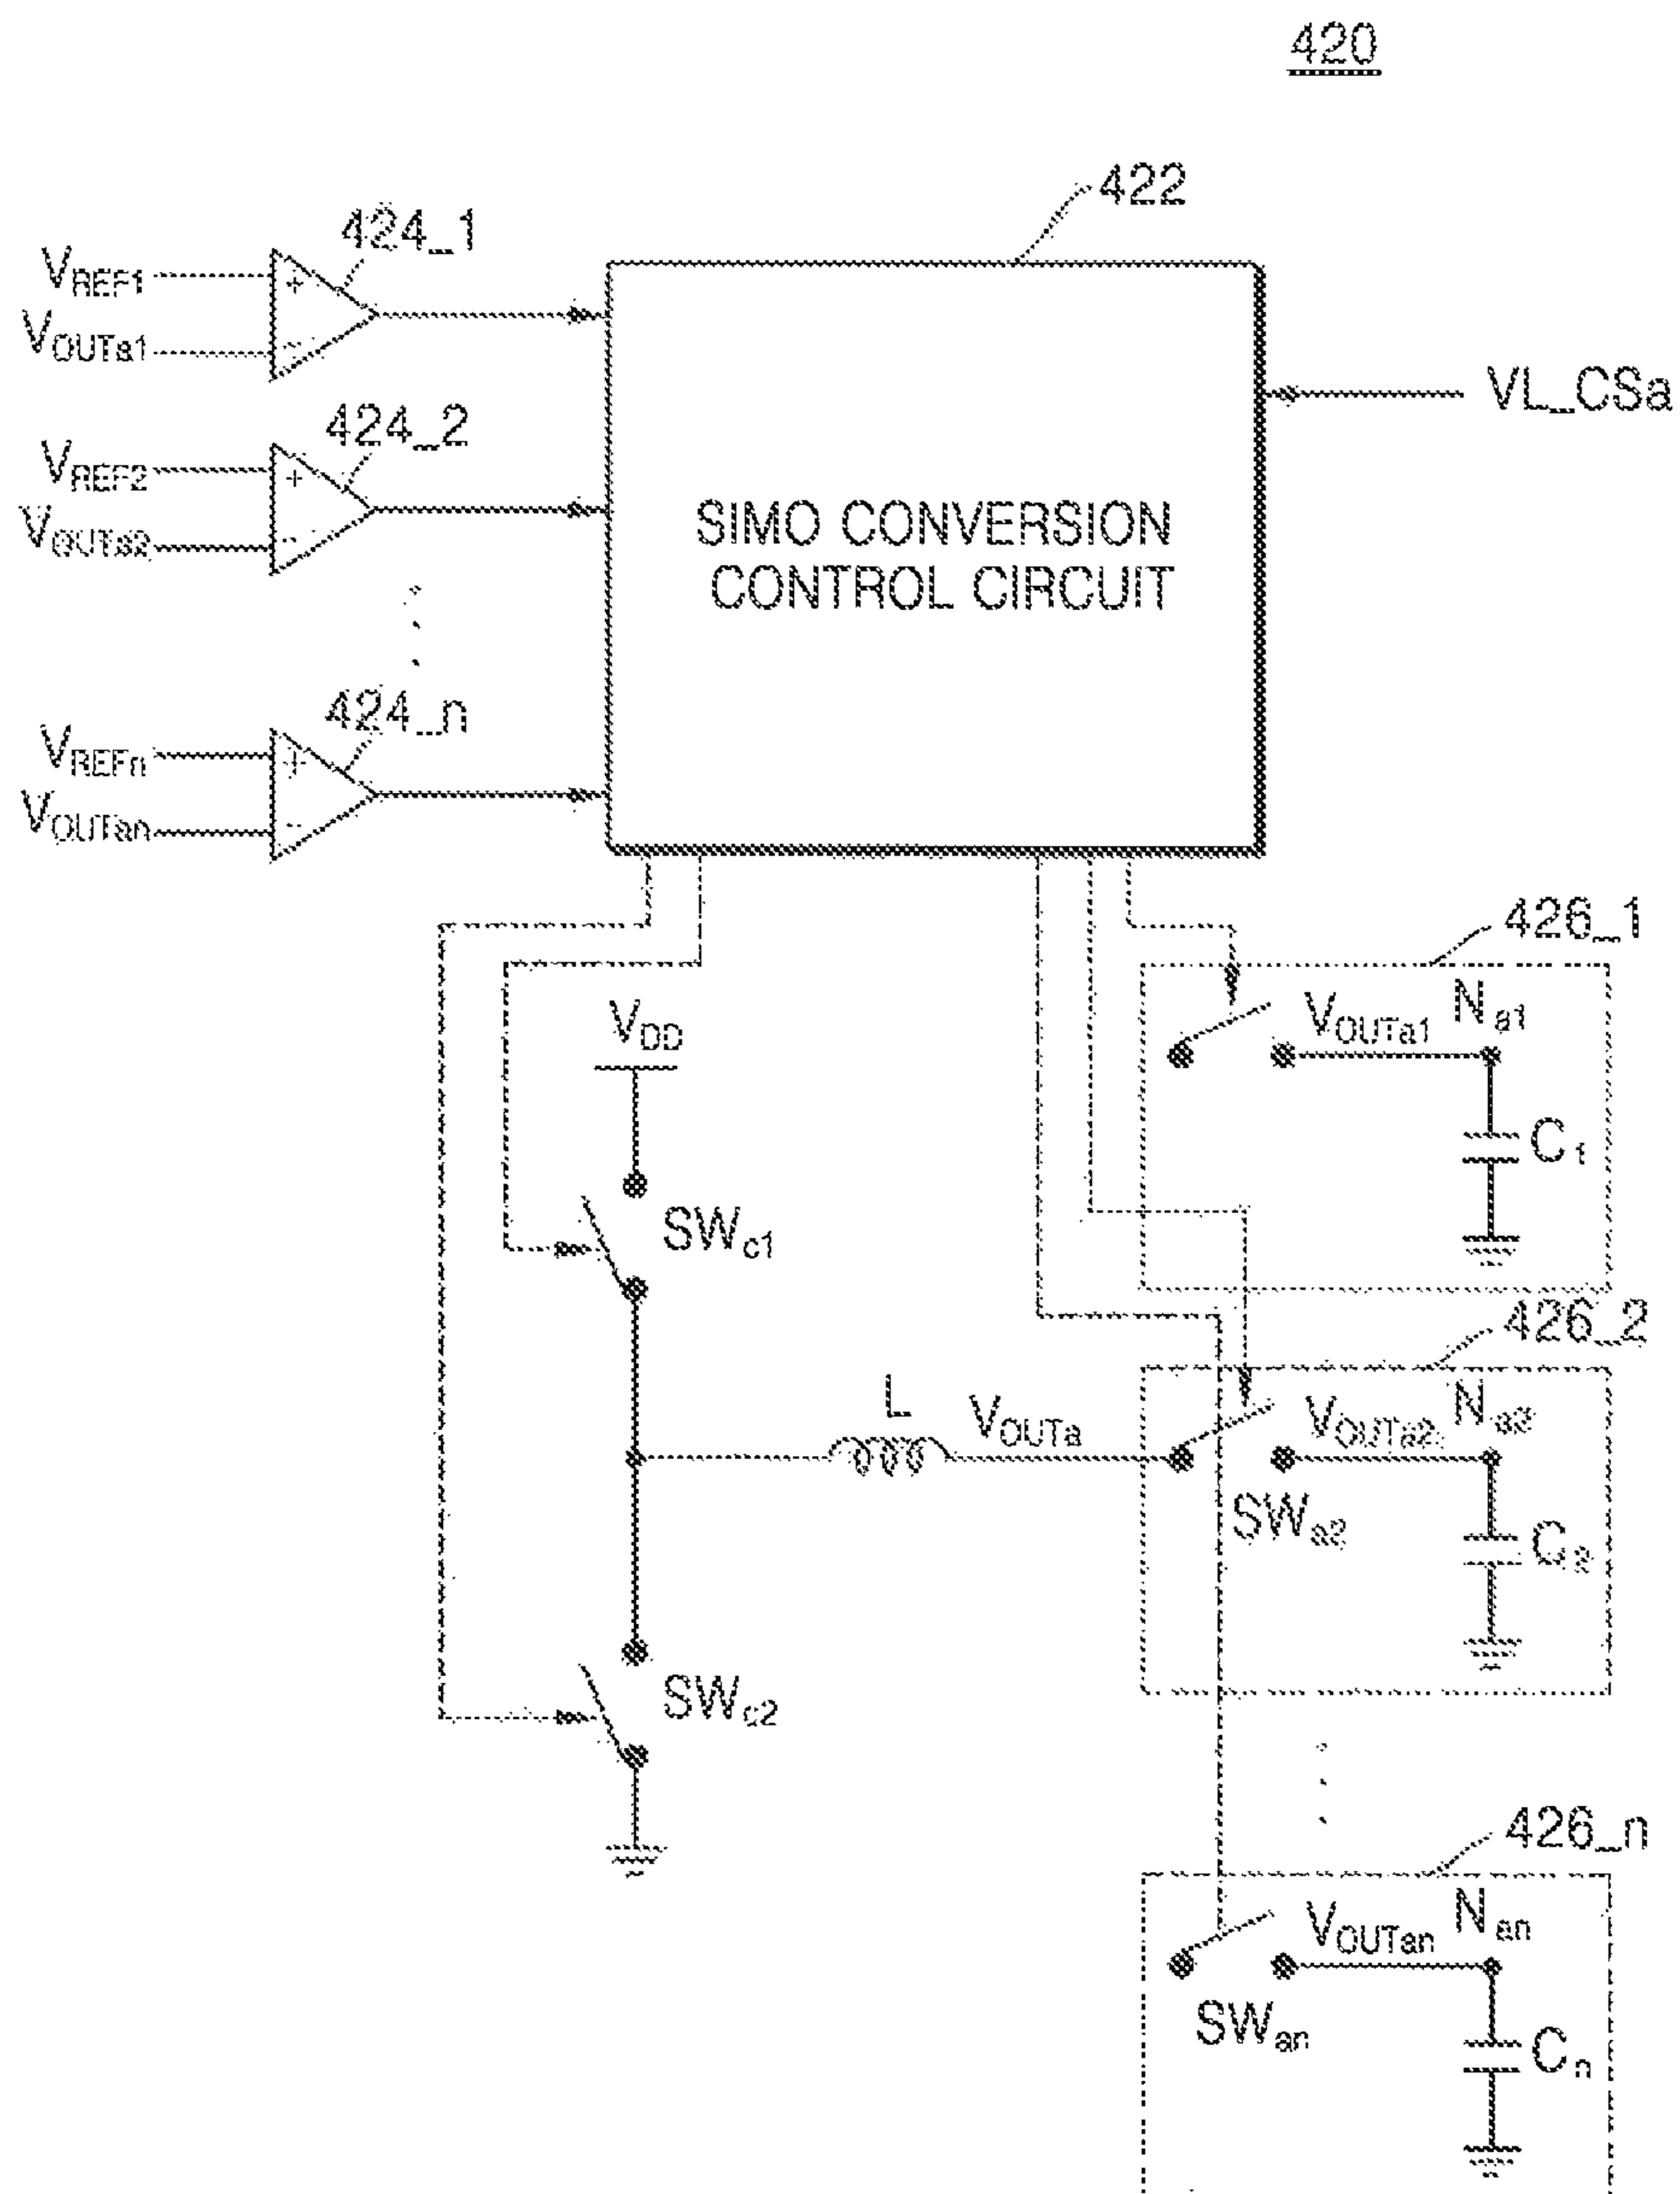 420
422
424_1
VREF1
VOUTa1
VL_CSa
424_2
VREF2
VOUTa2
SIMO CONVERSION
CONTROL CIRCUIT
424_n
VREFn
VOUTan
426_1
VDD
VOUTa1
Na1
C1
SWc1
426_2
L
VOUTa
VOUTa2
SWa2
C2
SWc2
426_n
VOUTan
Nan
SWan
Cn